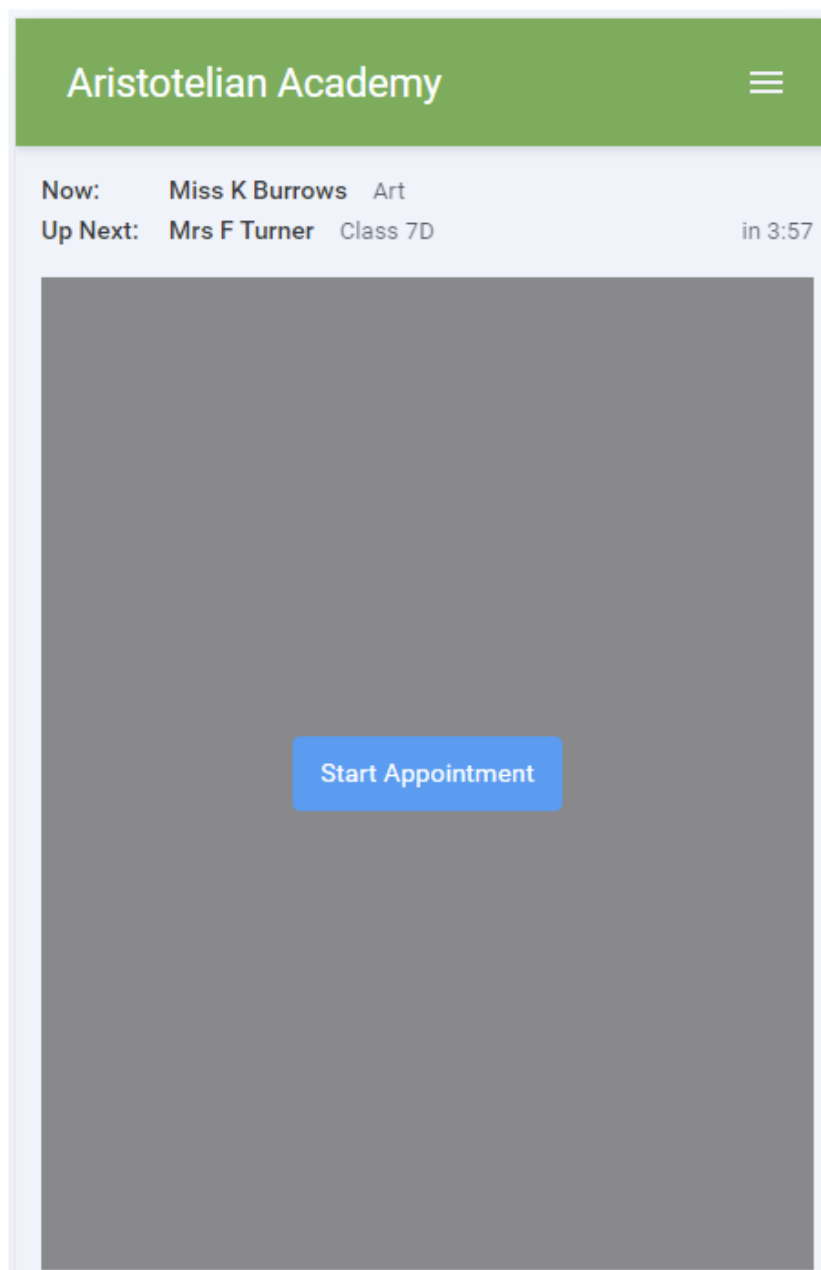 Aristotelian Academy
Now: Miss K Burrows Art
Up Next: Mrs F Turner Class 7D in 3:57
Start Appointment